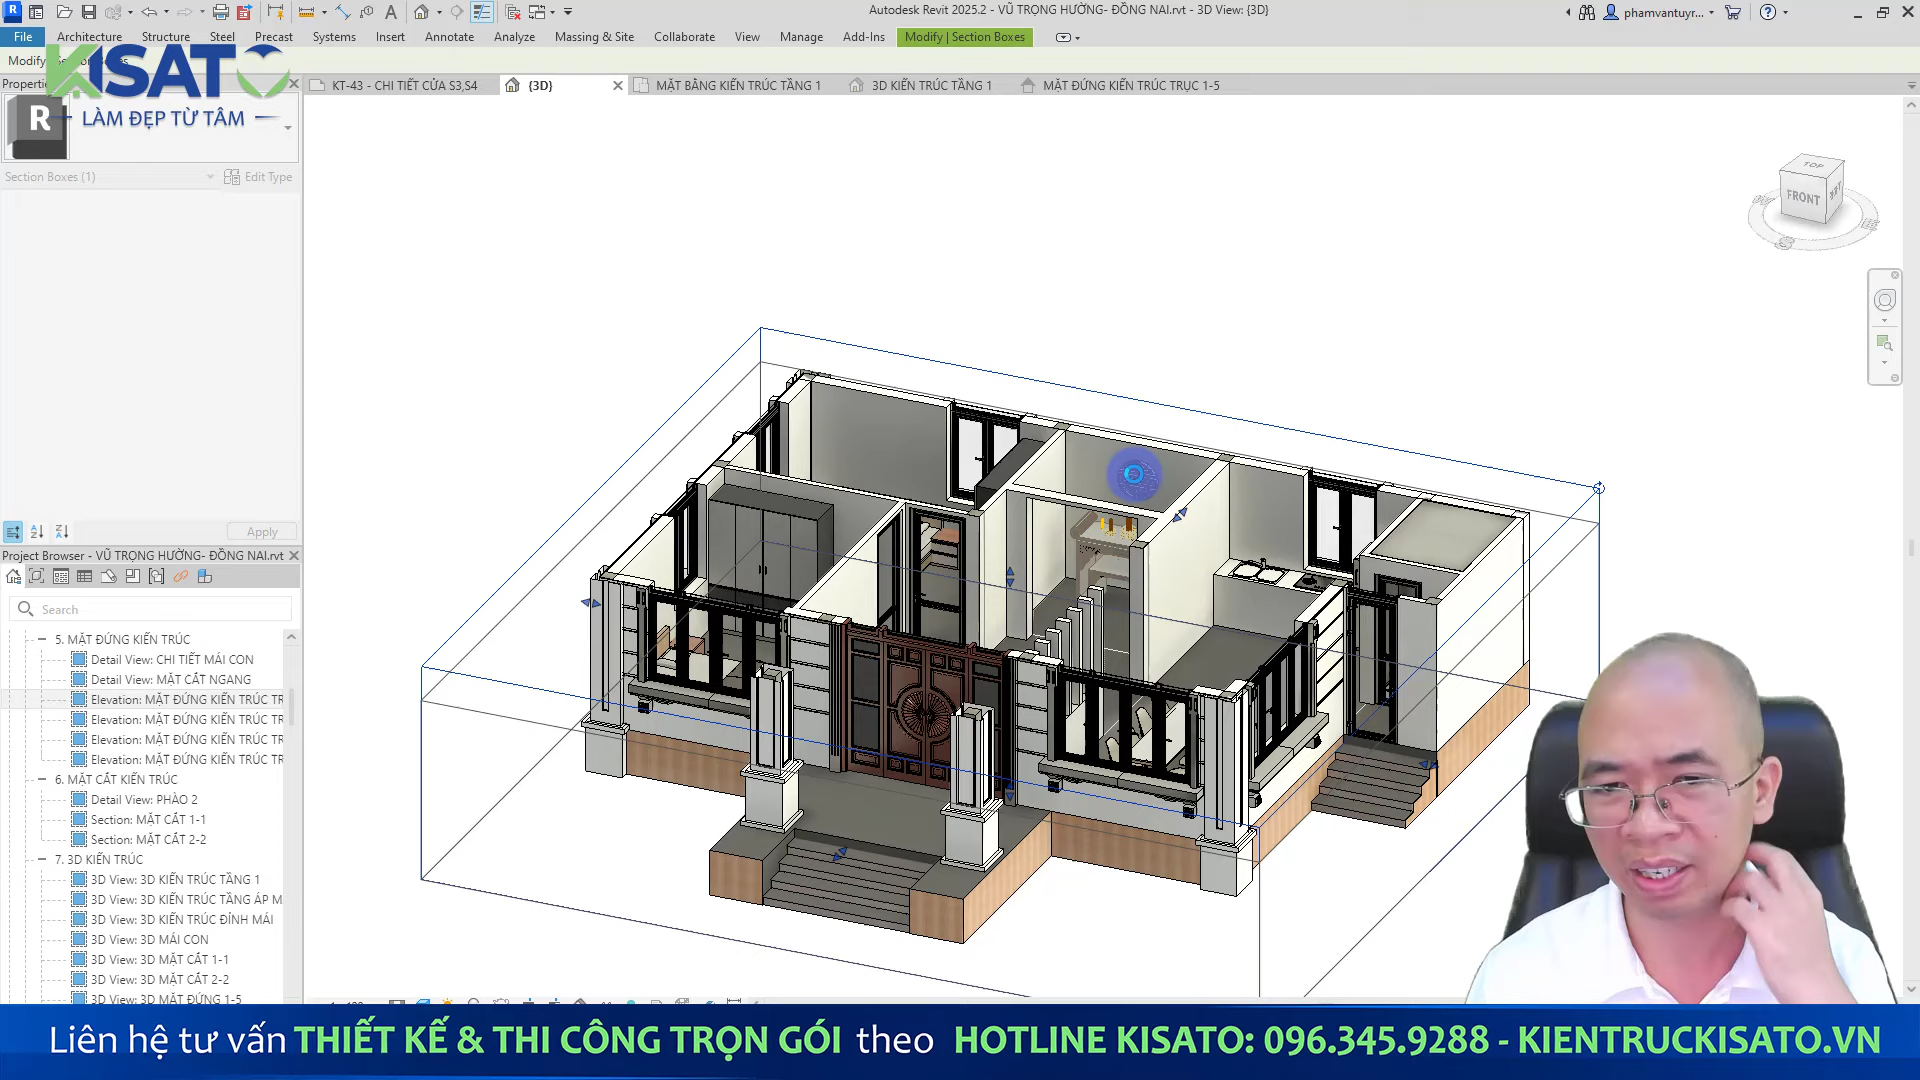 Autodesk Revit 2025.2 - VŨ TRỌNG HƯỜNG- ĐỒNG NAI.rvt - 3D View: {3D}
phamvantuyr...
File Architecture Structure Steel Precast Systems Insert Annotate Analyze Massing & Site Collaborate View Manage Add-Ins Modify | Section Boxes
KISATO
LÀM ĐẸP TỪ TÂM
KT-43 - CHI TIẾT CỬA S3,S4
{3D}
MẶT BẰNG KIẾN TRÚC TẦNG 1
3D KIẾN TRÚC TẦNG 1
MẶT ĐỨNG KIẾN TRÚC TRỤC 1-5
Section Boxes (1)
Edit Type
TOP
FRONT
Apply
Project Browser - VŨ TRỌNG HƯỜNG- ĐỒNG NAI.rvt
Search
5. MẶT ĐỨNG KIẾN TRÚC
Detail View: CHI TIẾT MÁI CON
Detail View: MẶT CẮT NGANG
Elevation: MẶT ĐỨNG KIẾN TRÚC TR
Elevation: MẶT ĐỨNG KIẾN TRÚC TR
Elevation: MẶT ĐỨNG KIẾN TRÚC TR
Elevation: MẶT ĐỨNG KIẾN TRÚC TR
6. MẶT CẮT KIẾN TRÚC
Detail View: PHÀO 2
Section: MẶT CẮT 1-1
Section: MẶT CẮT 2-2
7. 3D KIẾN TRÚC
3D View: 3D KIẾN TRÚC TẦNG 1
3D View: 3D KIẾN TRÚC TẦNG ÁP M
3D View: 3D KIẾN TRÚC ĐỈNH MÁI
3D View: 3D MÁI CON
3D View: 3D MẶT CẮT 1-1
3D View: 3D MẶT CẮT 2-2
3D View: 3D MẶT ĐỨNG 1-5
Liên hệ tư vấn THIẾT KẾ & THI CÔNG TRỌN GÓI theo HOTLINE KISATO: 096.345.9288 - KIENTRUCKISATO.VN